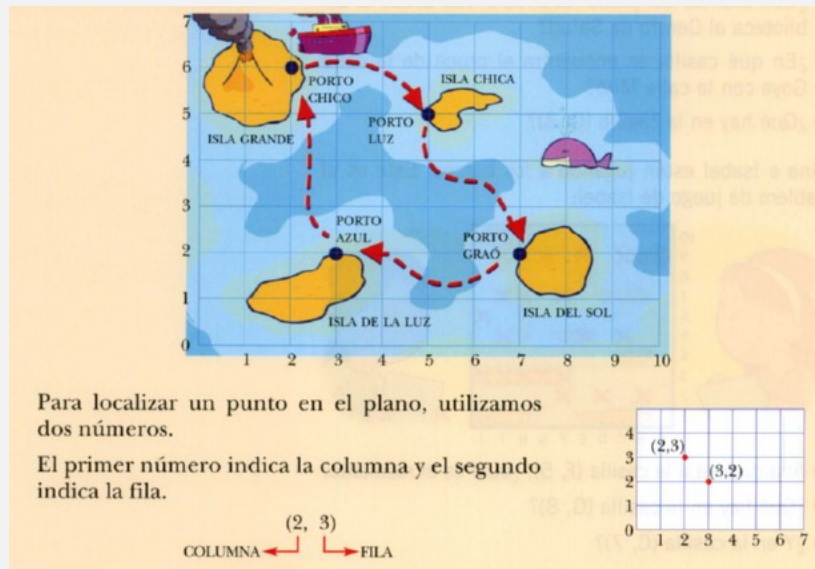 7
6
5
4
3
2
1
0
1 2 3 4 5 6 7 8 9 10
PORTO
CHICO
ISLA GRANDE
ISLA CHICA
PORTO
LUZ
PORTO
AZUL
PORTO
GRAÓ
ISLA DE LA LUZ
ISLA DEL SOL
Para localizar un punto en el plano, utilizamos
dos números.
El primer número indica la columna y el segundo
indica la fila.
(2, 3)
COLUMNA FILA
4
3
2
1
0
1 2 3 4 5 6 7
(2,3)
(3,2)